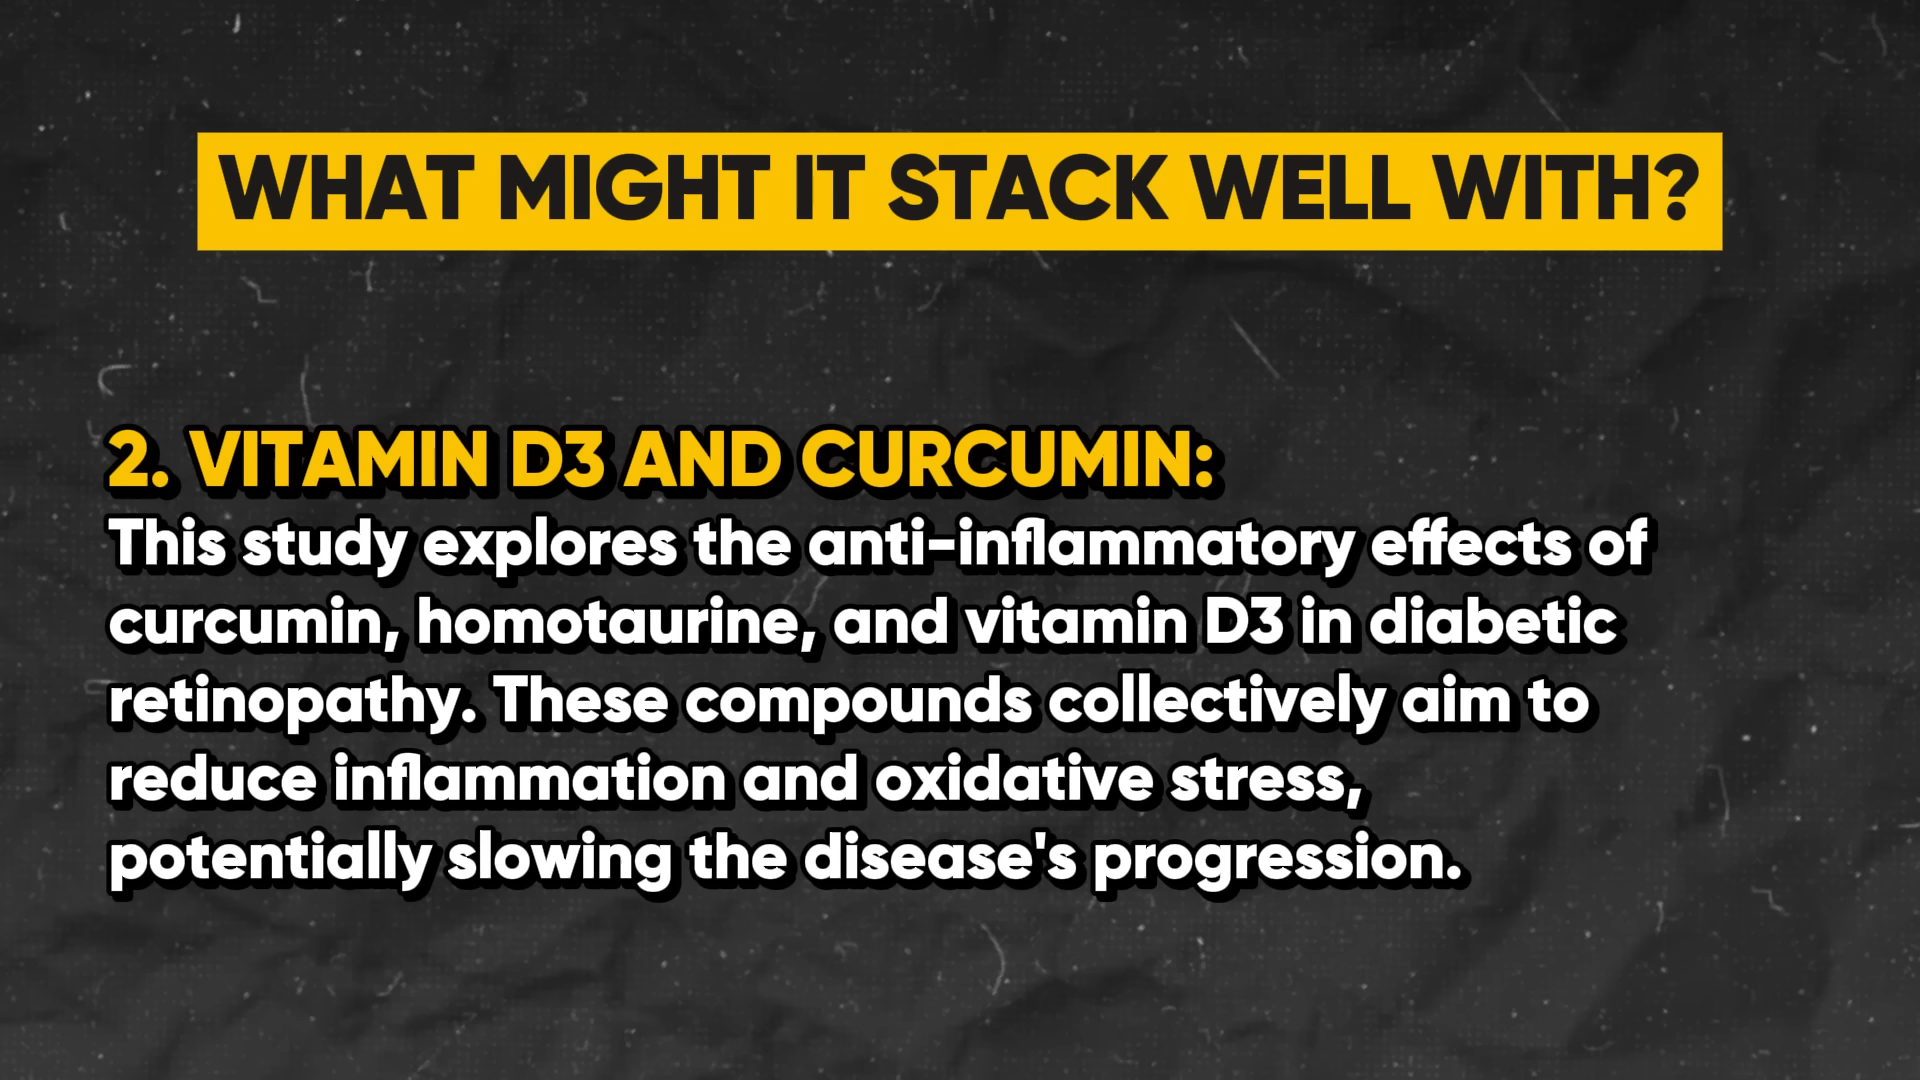 WHAT MIGHT IT STACK WELL WITH?
2. VITAMIN D3 AND CURCUMIN:
This study explores the anti-inflammatory effects of
curcumin, homotaurine, and vitamin D3 in diabetic
retinopathy. These compounds collectively aim to
reduce inflammation and oxidative stress,
potentially slowing the disease's progression.